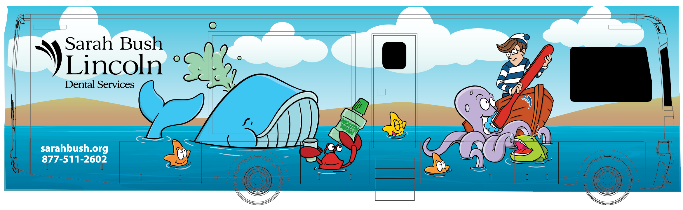 Sarah Bush
Lincoln
Dental Services
sarahbush.org
877-511-2602